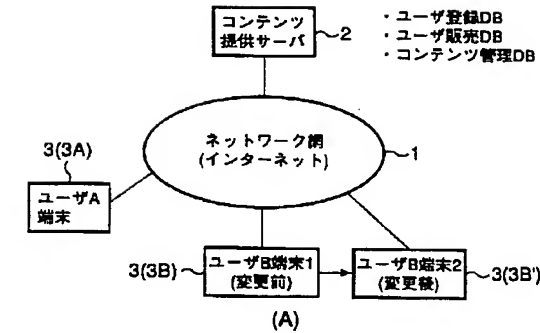 コンテンツ
提供サーバ
2
・ユーザ登録DB
・ユーザ販売DB
・コンテンツ管理DB
ネットワーク網
(インターネット)
1
3(3A)
ユーザA
端末
3(3B)
ユーザB端末1
(変更前)
ユーザB端末2
(変更後)
3(3B')
(A)